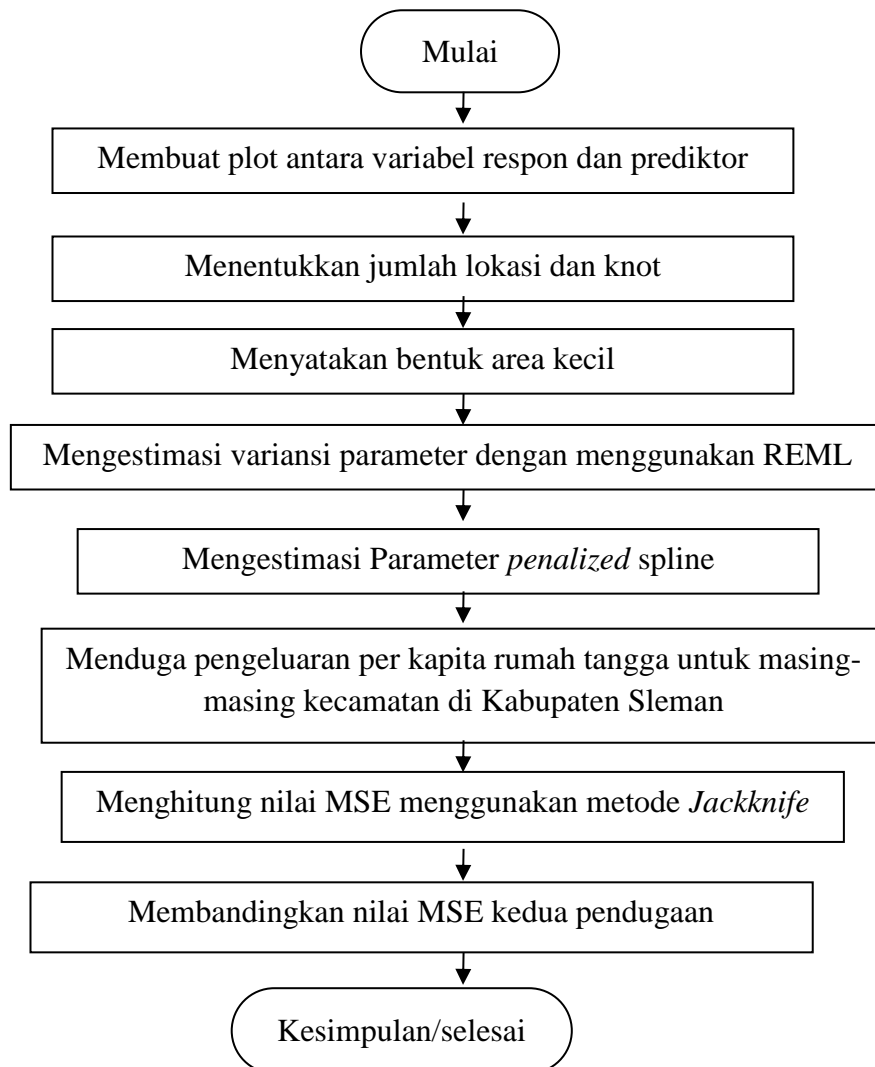 Mulai
Membuat plot antara variabel respon dan prediktor
Menentukkan jumlah lokasi dan knot
Menyatakan bentuk area kecil
Mengestimasi variansi parameter dengan menggunakan REML
Mengestimasi Parameter penalized spline
Menduga pengeluaran per kapita rumah tangga untuk masing-
masing kecamatan di Kabupaten Sleman
Menghitung nilai MSE menggunakan metode Jackknife
Membandingkan nilai MSE kedua pendugaan
Kesimpulan/selesai